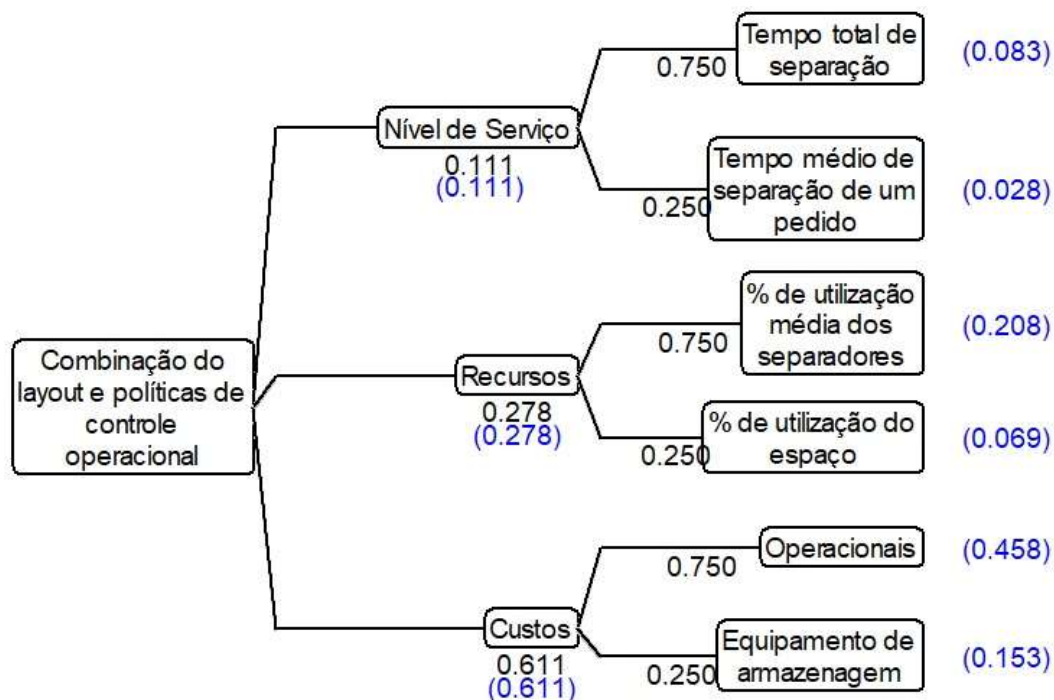 Tempo total de
separação
0.750
(0.083)
Nível de Serviço
0.111
(0.111)
Tempo médio de
separação de um
pedido
0.250
(0.028)
% de utilização
média dos
separadores
0.750
(0.208)
Combinação do
layout e políticas de
controle
operacional
Recursos
0.278
(0.278)
% de utilização do
espaço
0.250
(0.069)
Operacionais
0.750
(0.458)
Custos
0.611
(0.611)
Equipamento de
armazenagem
0.250
(0.153)